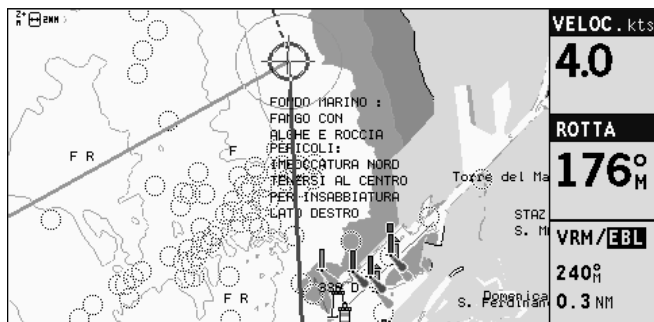 2NM
VELOC. kts
4.0
ROTTA
176°M
VRM/EBL
240°M
0.3 NM
FONDO MARINO :
FANGO CON
ALGHE E ROCCIA
PERICOLI:
IMBOCCATURA NORD
TENERSI AL CENTRO
PER INSABBIATURA
LATO DESTRO
F R
F
F R
Torre del Ma
STAZ
S. M
Domenica
S. Ferdinan